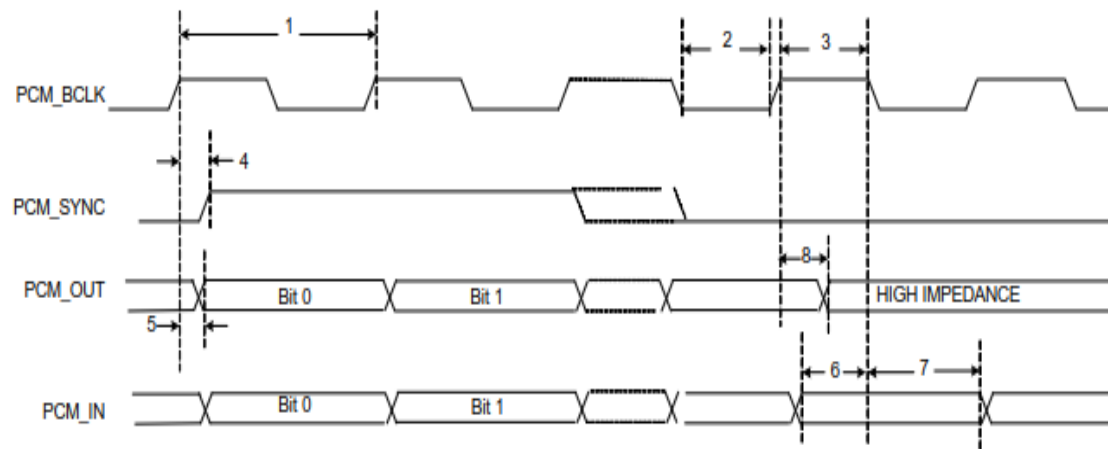 1
2
3
PCM_BCLK
4
PCM_SYNC
8
PCM_OUT
Bit 0
Bit 1
HIGH IMPEDANCE
5
6
7
PCM_IN
Bit 0
Bit 1